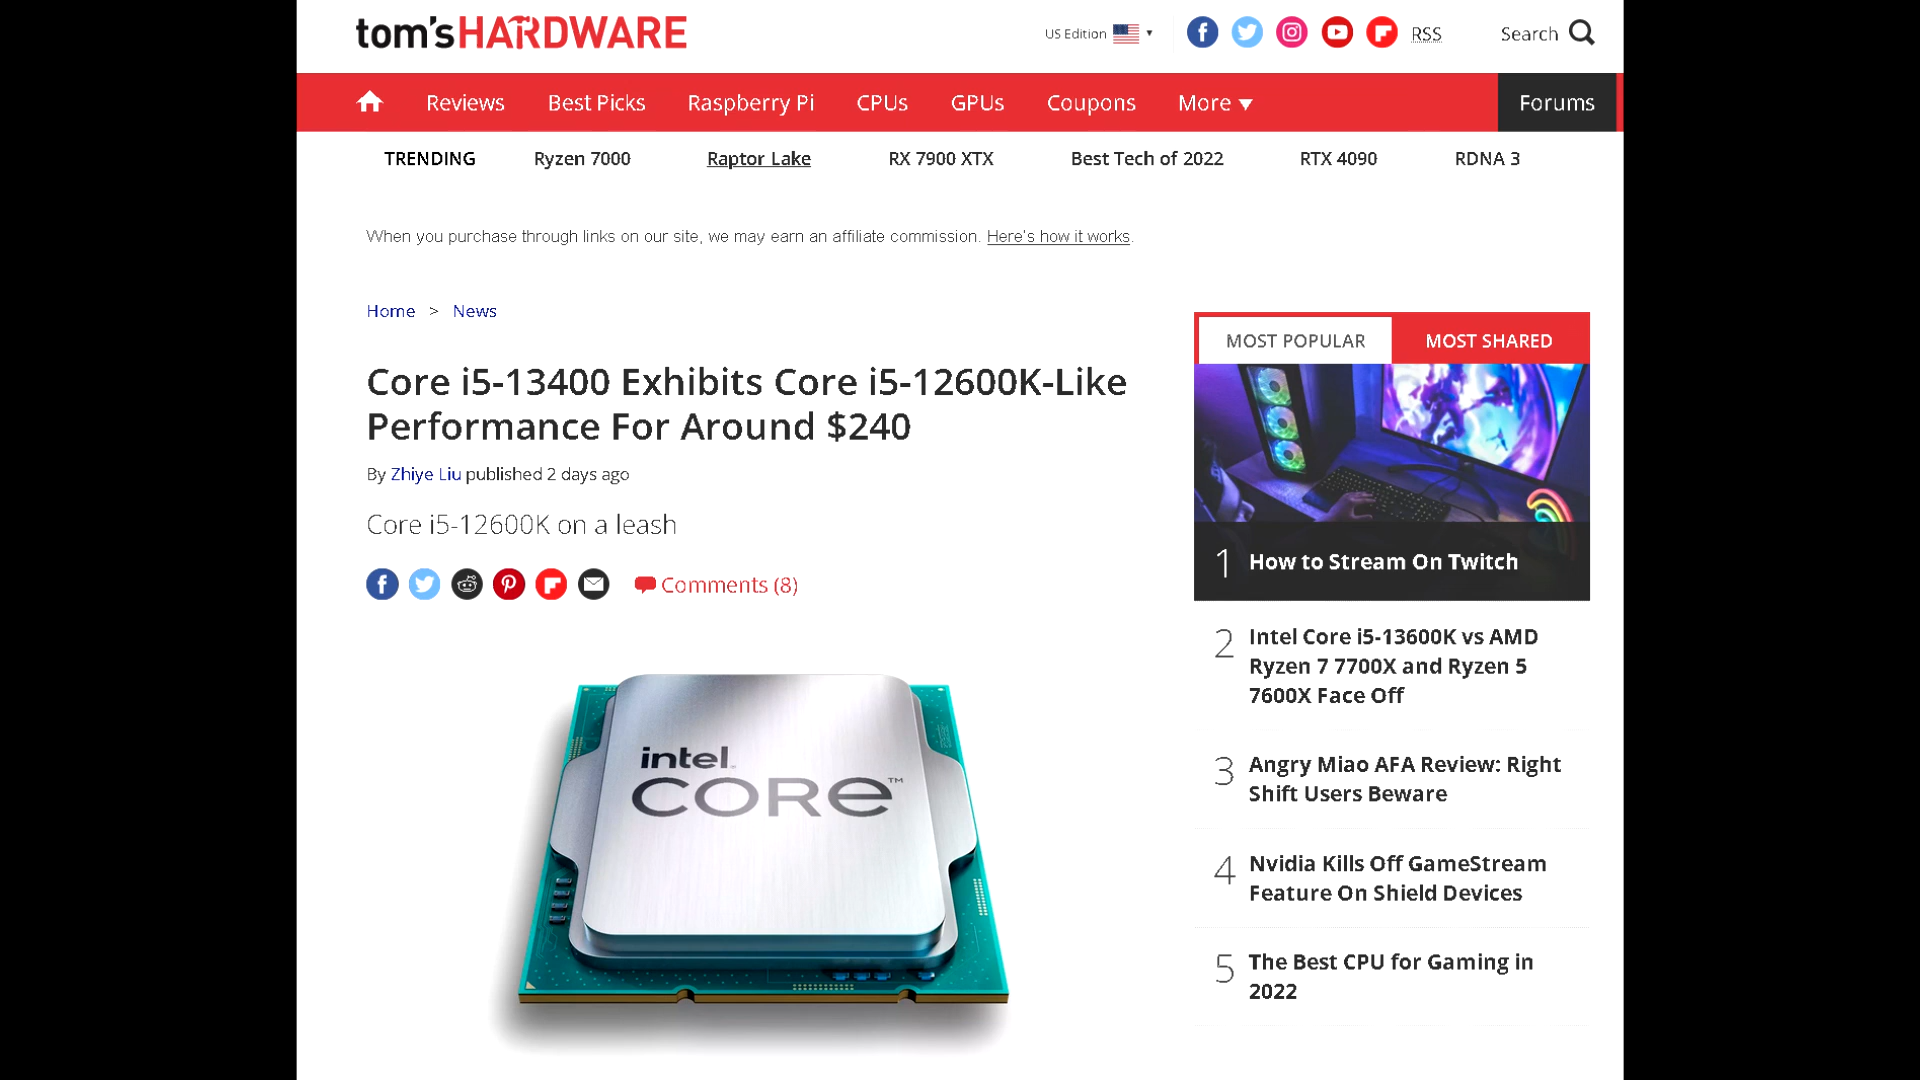 tom'sHARDWARE
US Edition
RSS
Search
Reviews
Best Picks
Raspberry Pi
CPUs
GPUs
Coupons
More
Forums
TRENDING
Ryzen 7000
Raptor Lake
RX 7900 XTX
Best Tech of 2022
RTX 4090
RDNA 3
When you purchase through links on our site, we may earn an affiliate commission. Here's how it works.
Home > News
Core i5-13400 Exhibits Core i5-12600K-Like
Performance For Around $240
By Zhiye Liu published 2 days ago
Core i5-12600K on a leash
Comments (8)
intel.
CORE™
MOST POPULAR
MOST SHARED
1 How to Stream On Twitch
2 Intel Core i5-13600K vs AMD
Ryzen 7 7700X and Ryzen 5
7600X Face Off
3 Angry Miao AFA Review: Right
Shift Users Beware
4 Nvidia Kills Off GameStream
Feature On Shield Devices
5 The Best CPU for Gaming in
2022